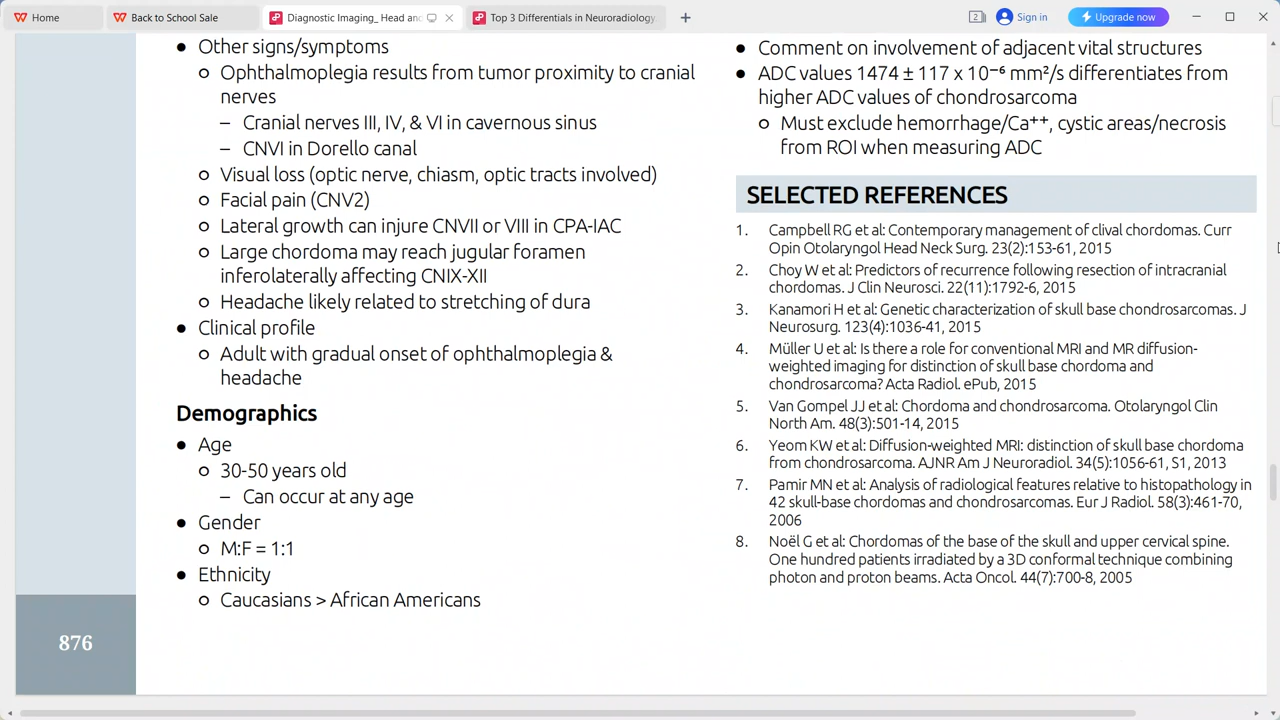 Home
Back to School Sale
Diagnostic Imaging_ Head and
Top 3 Differentials in Neuroradiology.
2
Sign in
Upgrade now
● Other signs/symptoms
○ Ophthalmoplegia results from tumor proximity to cranial
nerves
– Cranial nerves III, IV, & VI in cavernous sinus
– CNVI in Dorello canal
○ Visual loss (optic nerve, chiasm, optic tracts involved)
○ Facial pain (CNV2)
○ Lateral growth can injure CNVII or VIII in CPA-IAC
○ Large chordoma may reach jugular foramen
inferolaterally affecting CNIX-XII
○ Headache likely related to stretching of dura
● Clinical profile
○ Adult with gradual onset of ophthalmoplegia &
headache
Demographics
● Age
○ 30-50 years old
– Can occur at any age
● Gender
○ M:F = 1:1
● Ethnicity
○ Caucasians > African Americans
876
● Comment on involvement of adjacent vital structures
● ADC values 1474 ± 117 x 10⁻⁶ mm²/s differentiates from
higher ADC values of chondrosarcoma
○ Must exclude hemorrhage/Ca⁺⁺, cystic areas/necrosis
from ROI when measuring ADC
SELECTED REFERENCES
1. Campbell RG et al: Contemporary management of clival chordomas. Curr
Opin Otolaryngol Head Neck Surg. 23(2):153-61, 2015
2. Choy W et al: Predictors of recurrence following resection of intracranial
chordomas. J Clin Neurosci. 22(11):1792-6, 2015
3. Kanamori H et al: Genetic characterization of skull base chondrosarcomas. J
Neurosurg. 123(4):1036-41, 2015
4. Müller U et al: Is there a role for conventional MRI and MR diffusion-
weighted imaging for distinction of skull base chordoma and
chondrosarcoma? Acta Radiol. ePub, 2015
5. Van Gompel JJ et al: Chordoma and chondrosarcoma. Otolaryngol Clin
North Am. 48(3):501-14, 2015
6. Yeom KW et al: Diffusion-weighted MRI: distinction of skull base chordoma
from chondrosarcoma. AJNR Am J Neuroradiol. 34(5):1056-61, S1, 2013
7. Pamir MN et al: Analysis of radiological features relative to histopathology in
42 skull-base chordomas and chondrosarcomas. Eur J Radiol. 58(3):461-70,
2006
8. Noël G et al: Chordomas of the base of the skull and upper cervical spine.
One hundred patients irradiated by a 3D conformal technique combining
photon and proton beams. Acta Oncol. 44(7):700-8, 2005